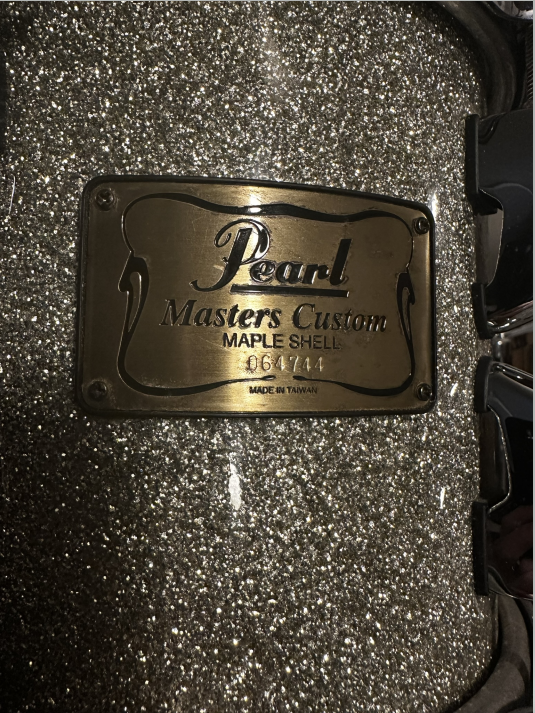 Pearl
Masters Custom
MAPLE SHELL
064744
MADE IN TAIWAN